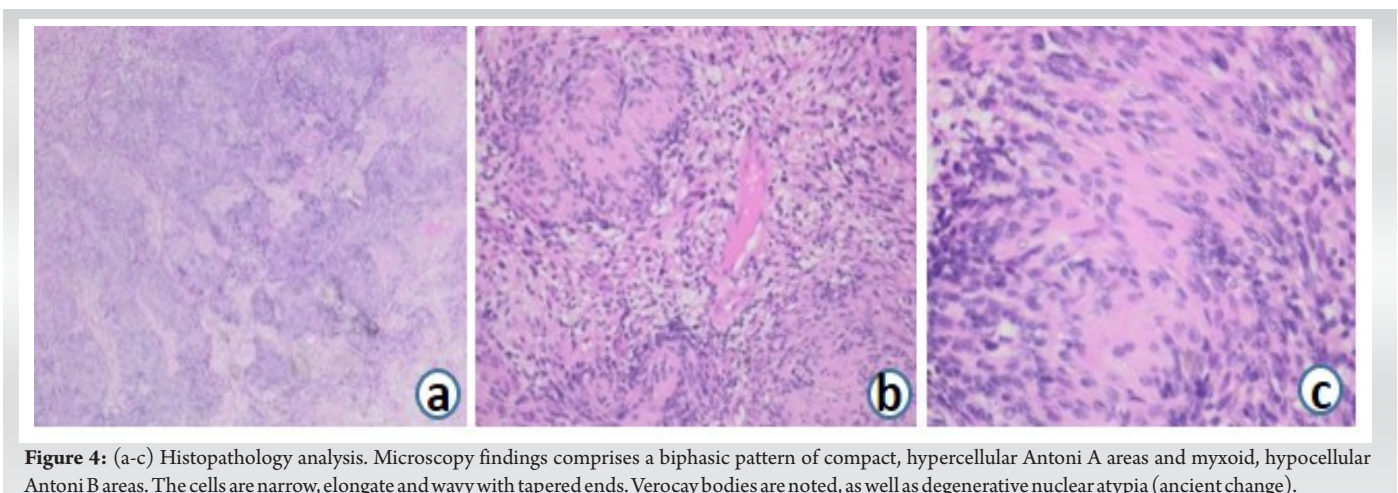 a
b
c
Figure 4: (a-c) Histopathology analysis. Microscopy findings comprises a biphasic pattern of compact, hypercellular Antoni A areas and myxoid, hypocellular
Antoni B areas. The cells are narrow, elongate and wavy with tapered ends. Verocay bodies are noted, as well as degenerative nuclear atypia (ancient change).